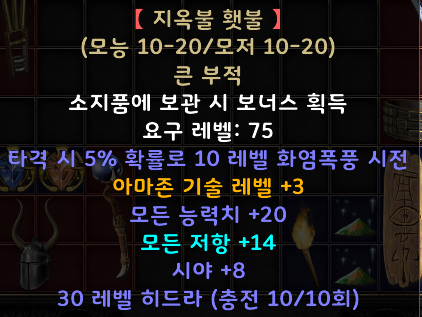 【 지옥불 횃불 】
(모능 10-20/모저 10-20)
큰 부적
소지품에 보관 시 보너스 획득
요구 레벨: 75
타격 시 5% 확률로 10 레벨 화염폭풍 시전
아마존 기술 레벨 +3
모든 능력치 +20
모든 저항 +14
시야 +8
30 레벨 히드라 (충전 10/10회)